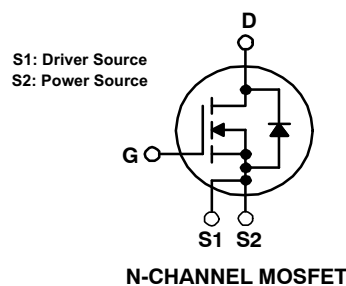 D
S1: Driver Source
S2: Power Source
G
S1 S2
N-CHANNEL MOSFET